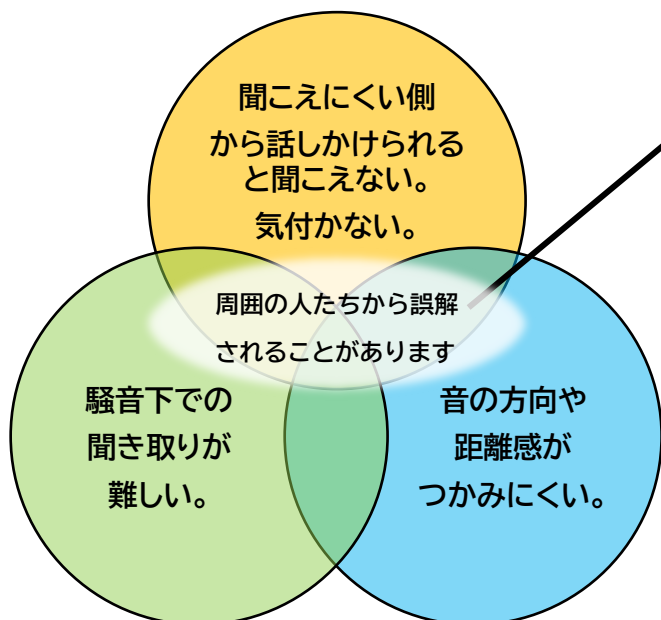 聞こえにくい側
から話しかけられる
と聞こえない。
気付かない。
周囲の人たちから誤解
されることがあります
騒音下での
聞き取りが
難しい。
音の方向や
距離感が
つかみにくい。